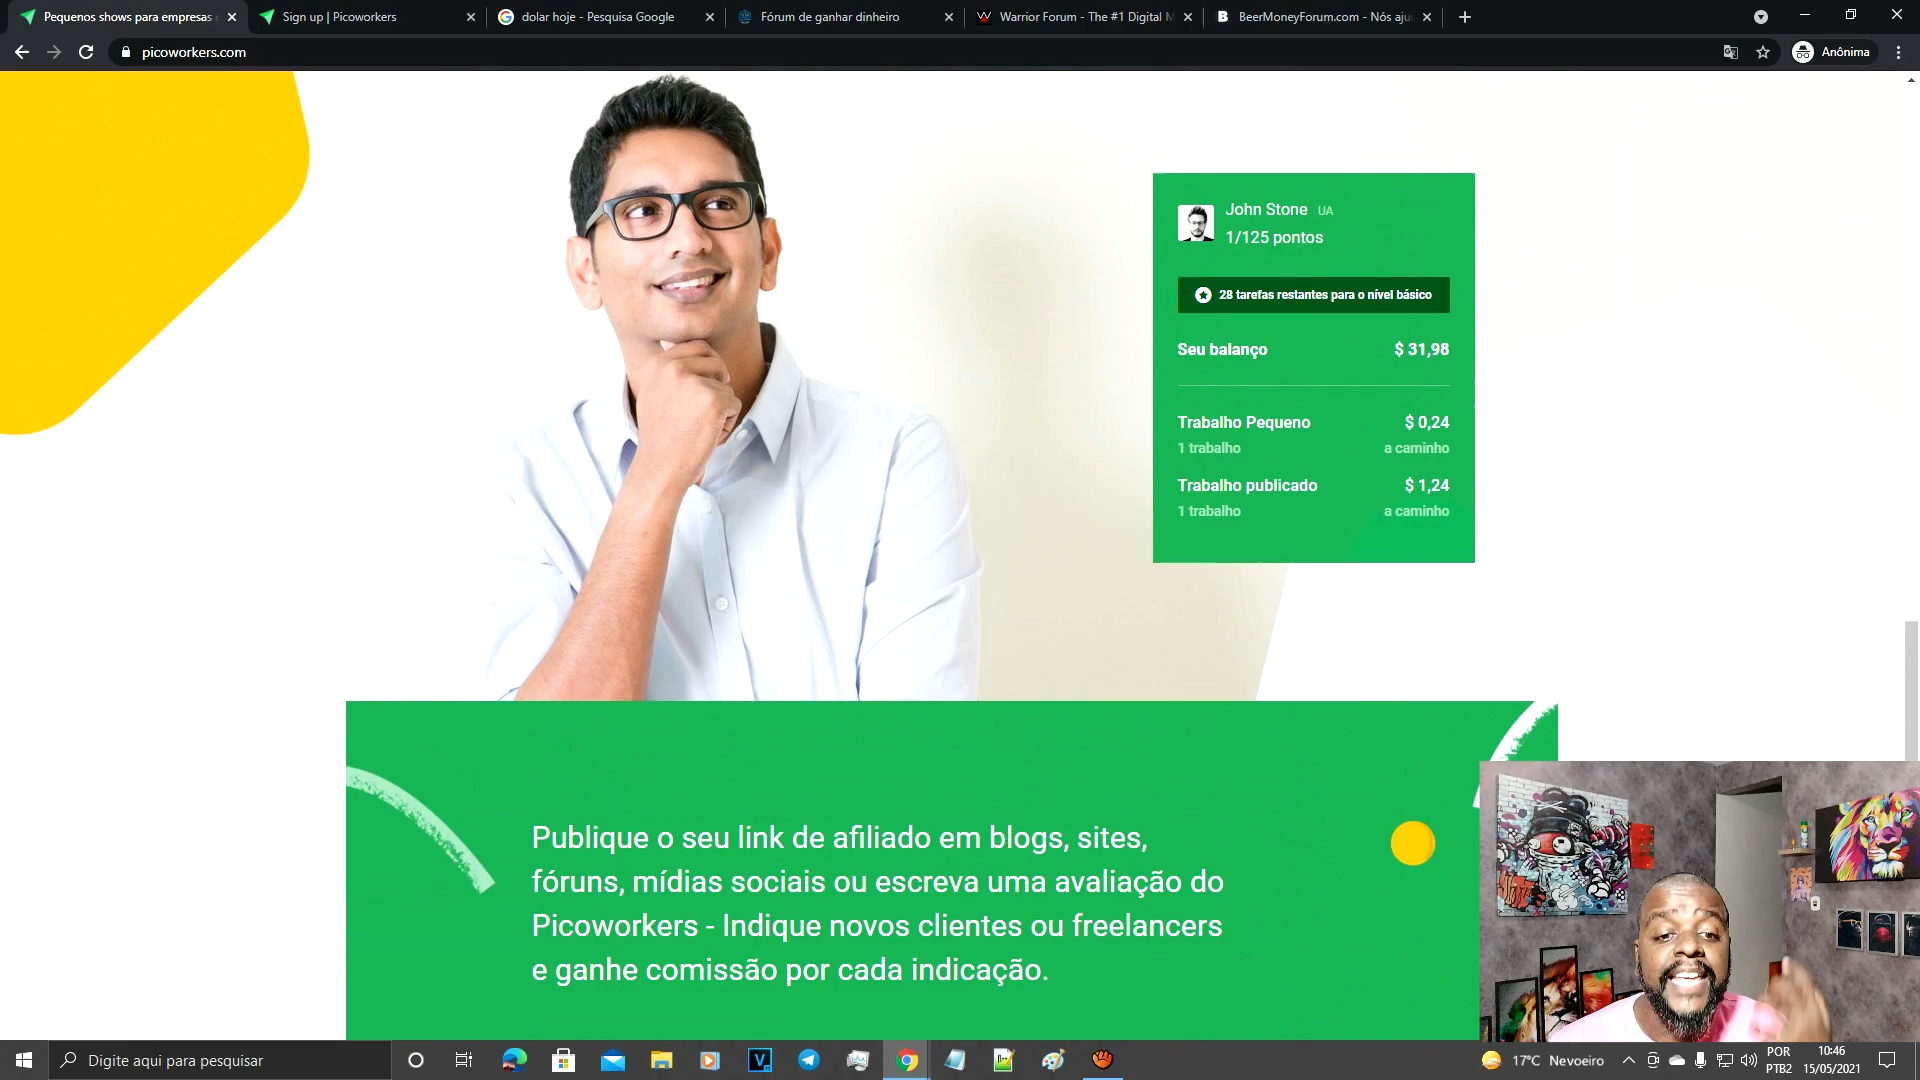 Pequenos shows para empresas
Sign up | Picoworkers
dolar hoje - Pesquisa Google
Fórum de ganhar dinheiro
Warrior Forum - The #1 Digital M
BeerMoneyForum.com - Nós aju
picoworkers.com
Anônima
John Stone UA
1/125 pontos
28 tarefas restantes para o nível básico
Seu balanço $ 31,98
Trabalho Pequeno $ 0,24
1 trabalho a caminho
Trabalho publicado $ 1,24
1 trabalho a caminho
Publique o seu link de afiliado em blogs, sites,
fóruns, mídias sociais ou escreva uma avaliação do
Picoworkers - Indique novos clientes ou freelancers
e ganhe comissão por cada indicação.
Digite aqui para pesquisar
17°C Nevoeiro
POR
PTB2
10:46
15/05/2021